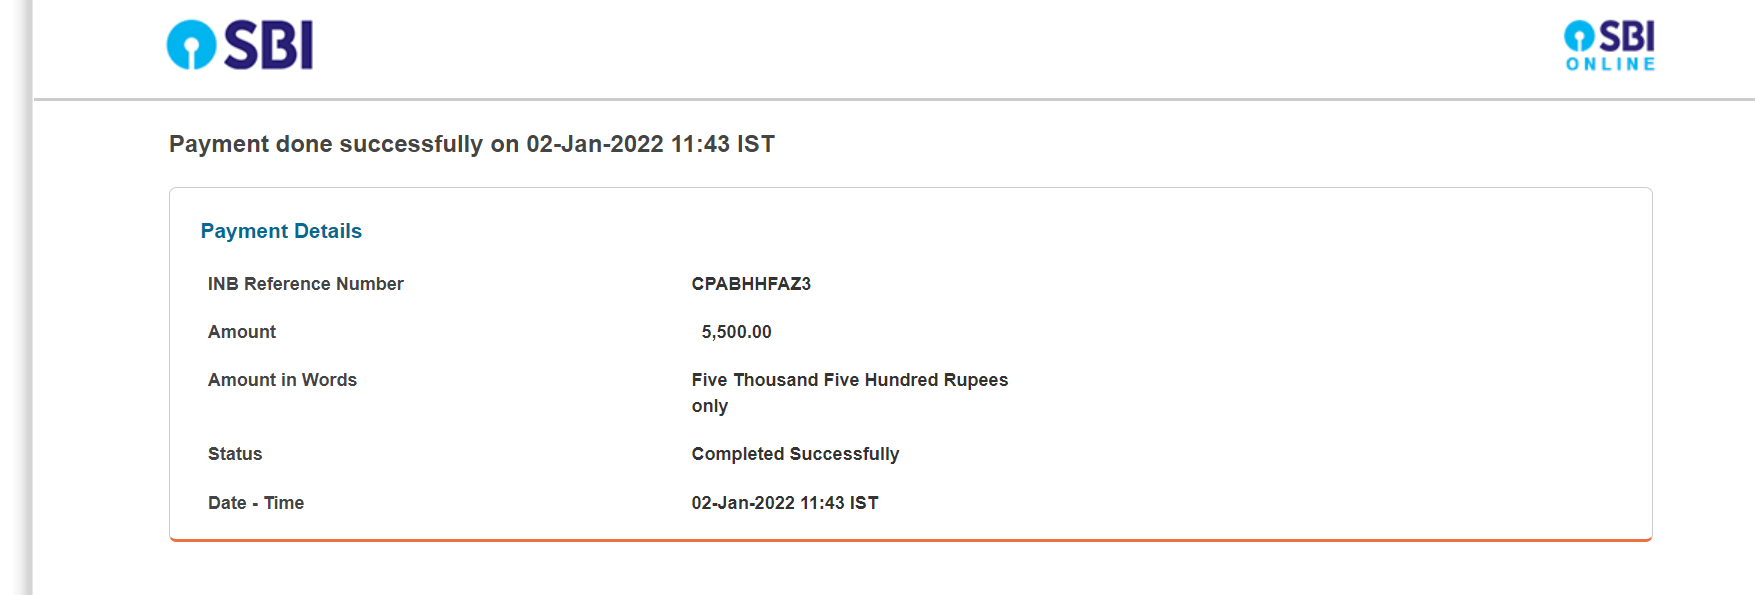 SBI
SBI
ONLINE
Payment done successfully on 02-Jan-2022 11:43 IST
Payment Details
INB Reference Number CPABHHFAZ3
Amount 5,500.00
Amount in Words Five Thousand Five Hundred Rupees
only
Status Completed Successfully
Date - Time 02-Jan-2022 11:43 IST